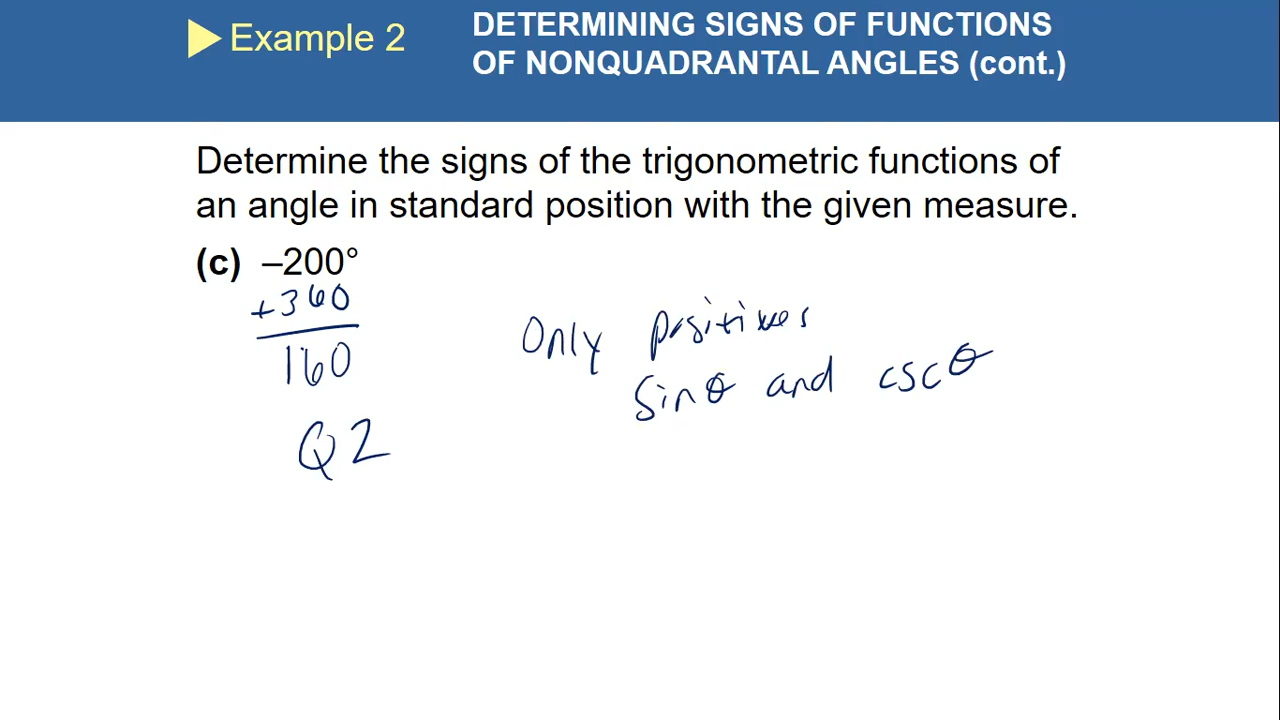 Example 2
DETERMINING SIGNS OF FUNCTIONS
OF NONQUADRANTAL ANGLES (cont.)
Determine the signs of the trigonometric functions of
an angle in standard position with the given measure.
(c) –200°
+360
160
Q2
Only positives
sinθ and cscθ